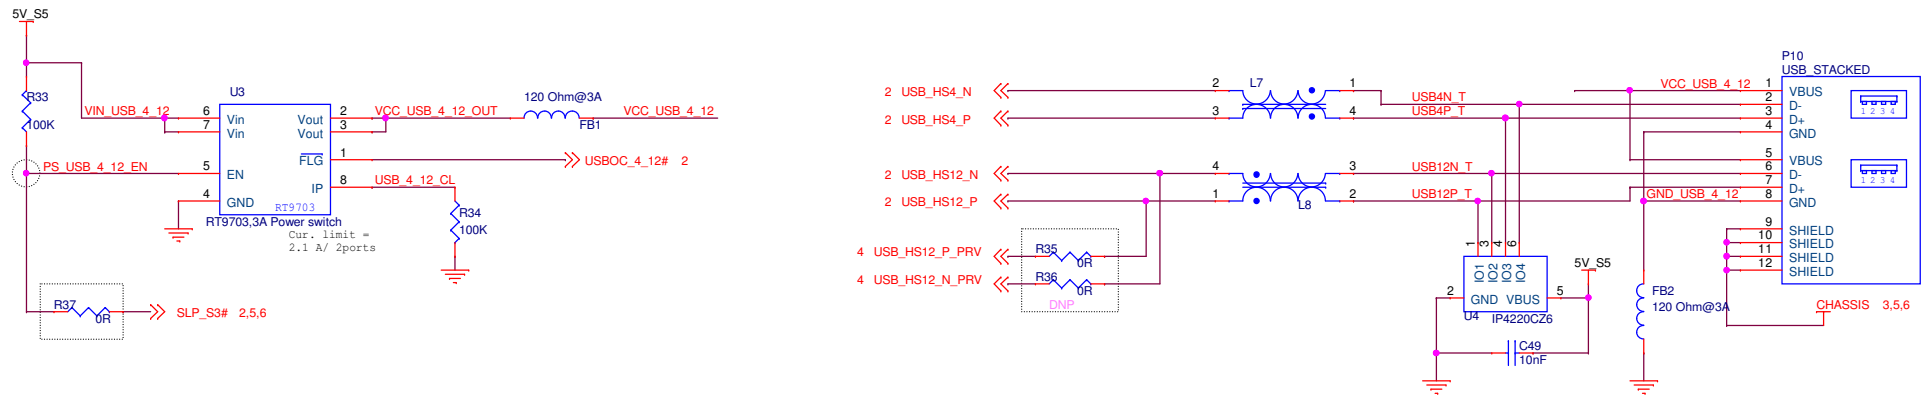 5V_S5
R33
100K
VIN_USB_4_12
PS_USB_4_12_EN
U3
6 Vin
7 Vin
5 EN
4 GND
Vout 2
Vout 3
FLG 1
IP 8
RT9703
RT9703,3A Power switch
Cur. limit =
2.1 A/ 2ports
VCC_USB_4_12_OUT
120 Ohm@3A
FB1
VCC_USB_4_12
USBOC_4_12# 2
USB_4_12_CL
R34
100K
R37
0R
SLP_S3# 2,5,6
2 USB_HS4_N
2 USB_HS4_P
2 USB_HS12_N
2 USB_HS12_P
4 USB_HS12_P_PRV
4 USB_HS12_N_PRV
R35
0R
R36
0R
DNP
2 L7 1
3 4
4 3
1 2
L8
USB4N_T
USB4P_T
USB12N_T
USB12P_T
1 3 4 6
IO1 IO2 IO3 IO4
2 GND VBUS 5
U4 IP4220CZ6
5V_S5
C49
10nF
FB2
120 Ohm@3A
VCC_USB_4_12
GND_USB_4_12
P10
USB_STACKED
1 VBUS
2 D-
3 D+
4 GND
5 VBUS
6 D-
7 D+
8 GND
9 SHIELD
10 SHIELD
11 SHIELD
12 SHIELD
1 2 3 4
1 2 3 4
CHASSIS 3,5,6